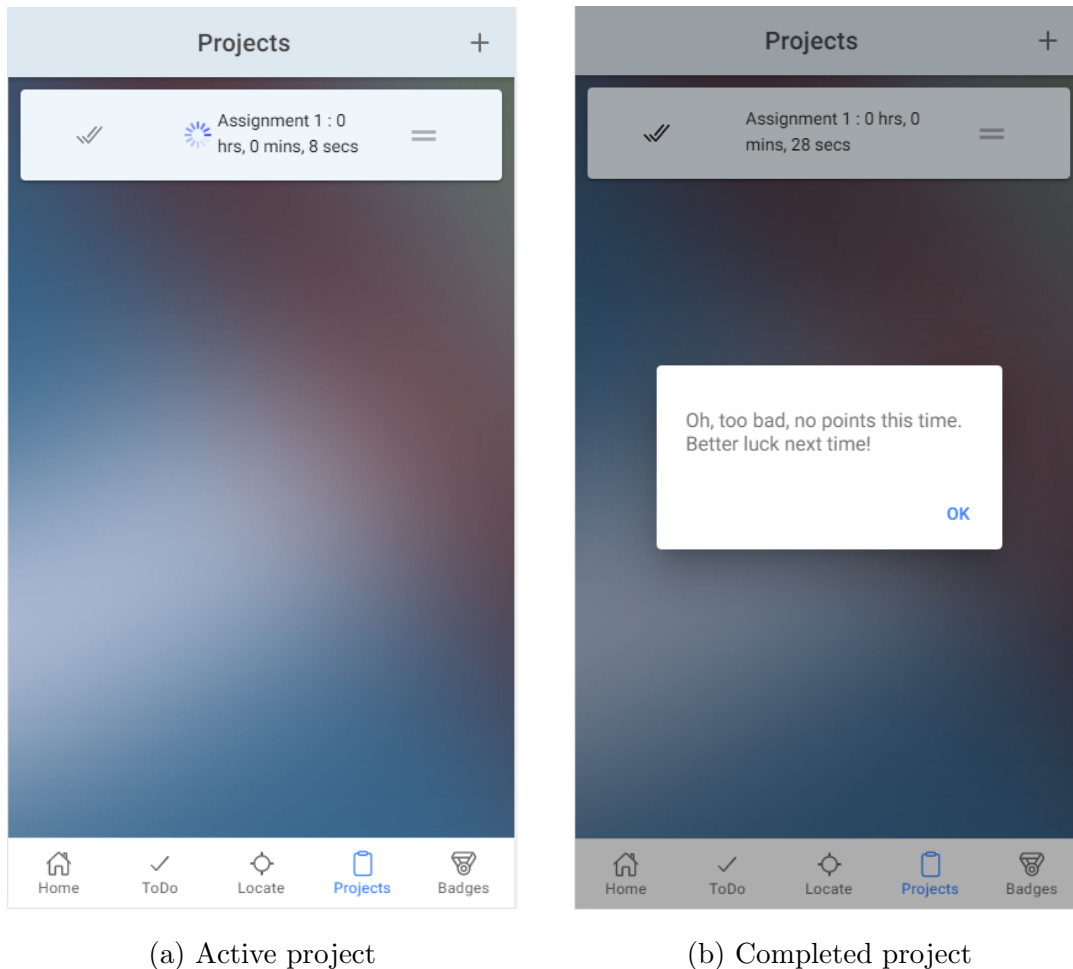 Projects
+
Assignment 1 : 0
hrs, 0 mins, 8 secs
Home
ToDo
Locate
Projects
Badges
(a) Active project
Projects
+
Assignment 1 : 0 hrs, 0
mins, 28 secs
Oh, too bad, no points this time.
Better luck next time!
OK
Home
ToDo
Locate
Projects
Badges
(b) Completed project